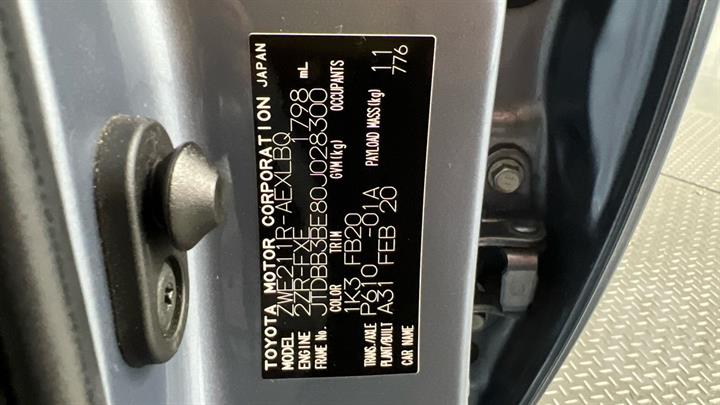 TOYOTA MOTOR CORPORATION JAPAN
MODEL ZWE211R-AEXLBQ
ENGINE 2ZR-FXE 1798 mL
FRAME No. JTDBB3BE80J028300
COLOR TRIM GVM(kg) OCCUPANTS
1K3 FB20
TRANS./AXLE P610 -01A PAYLOAD MASS(kg)
PLANT/BUILT A31 FEB 20 11
CAR NAME 776